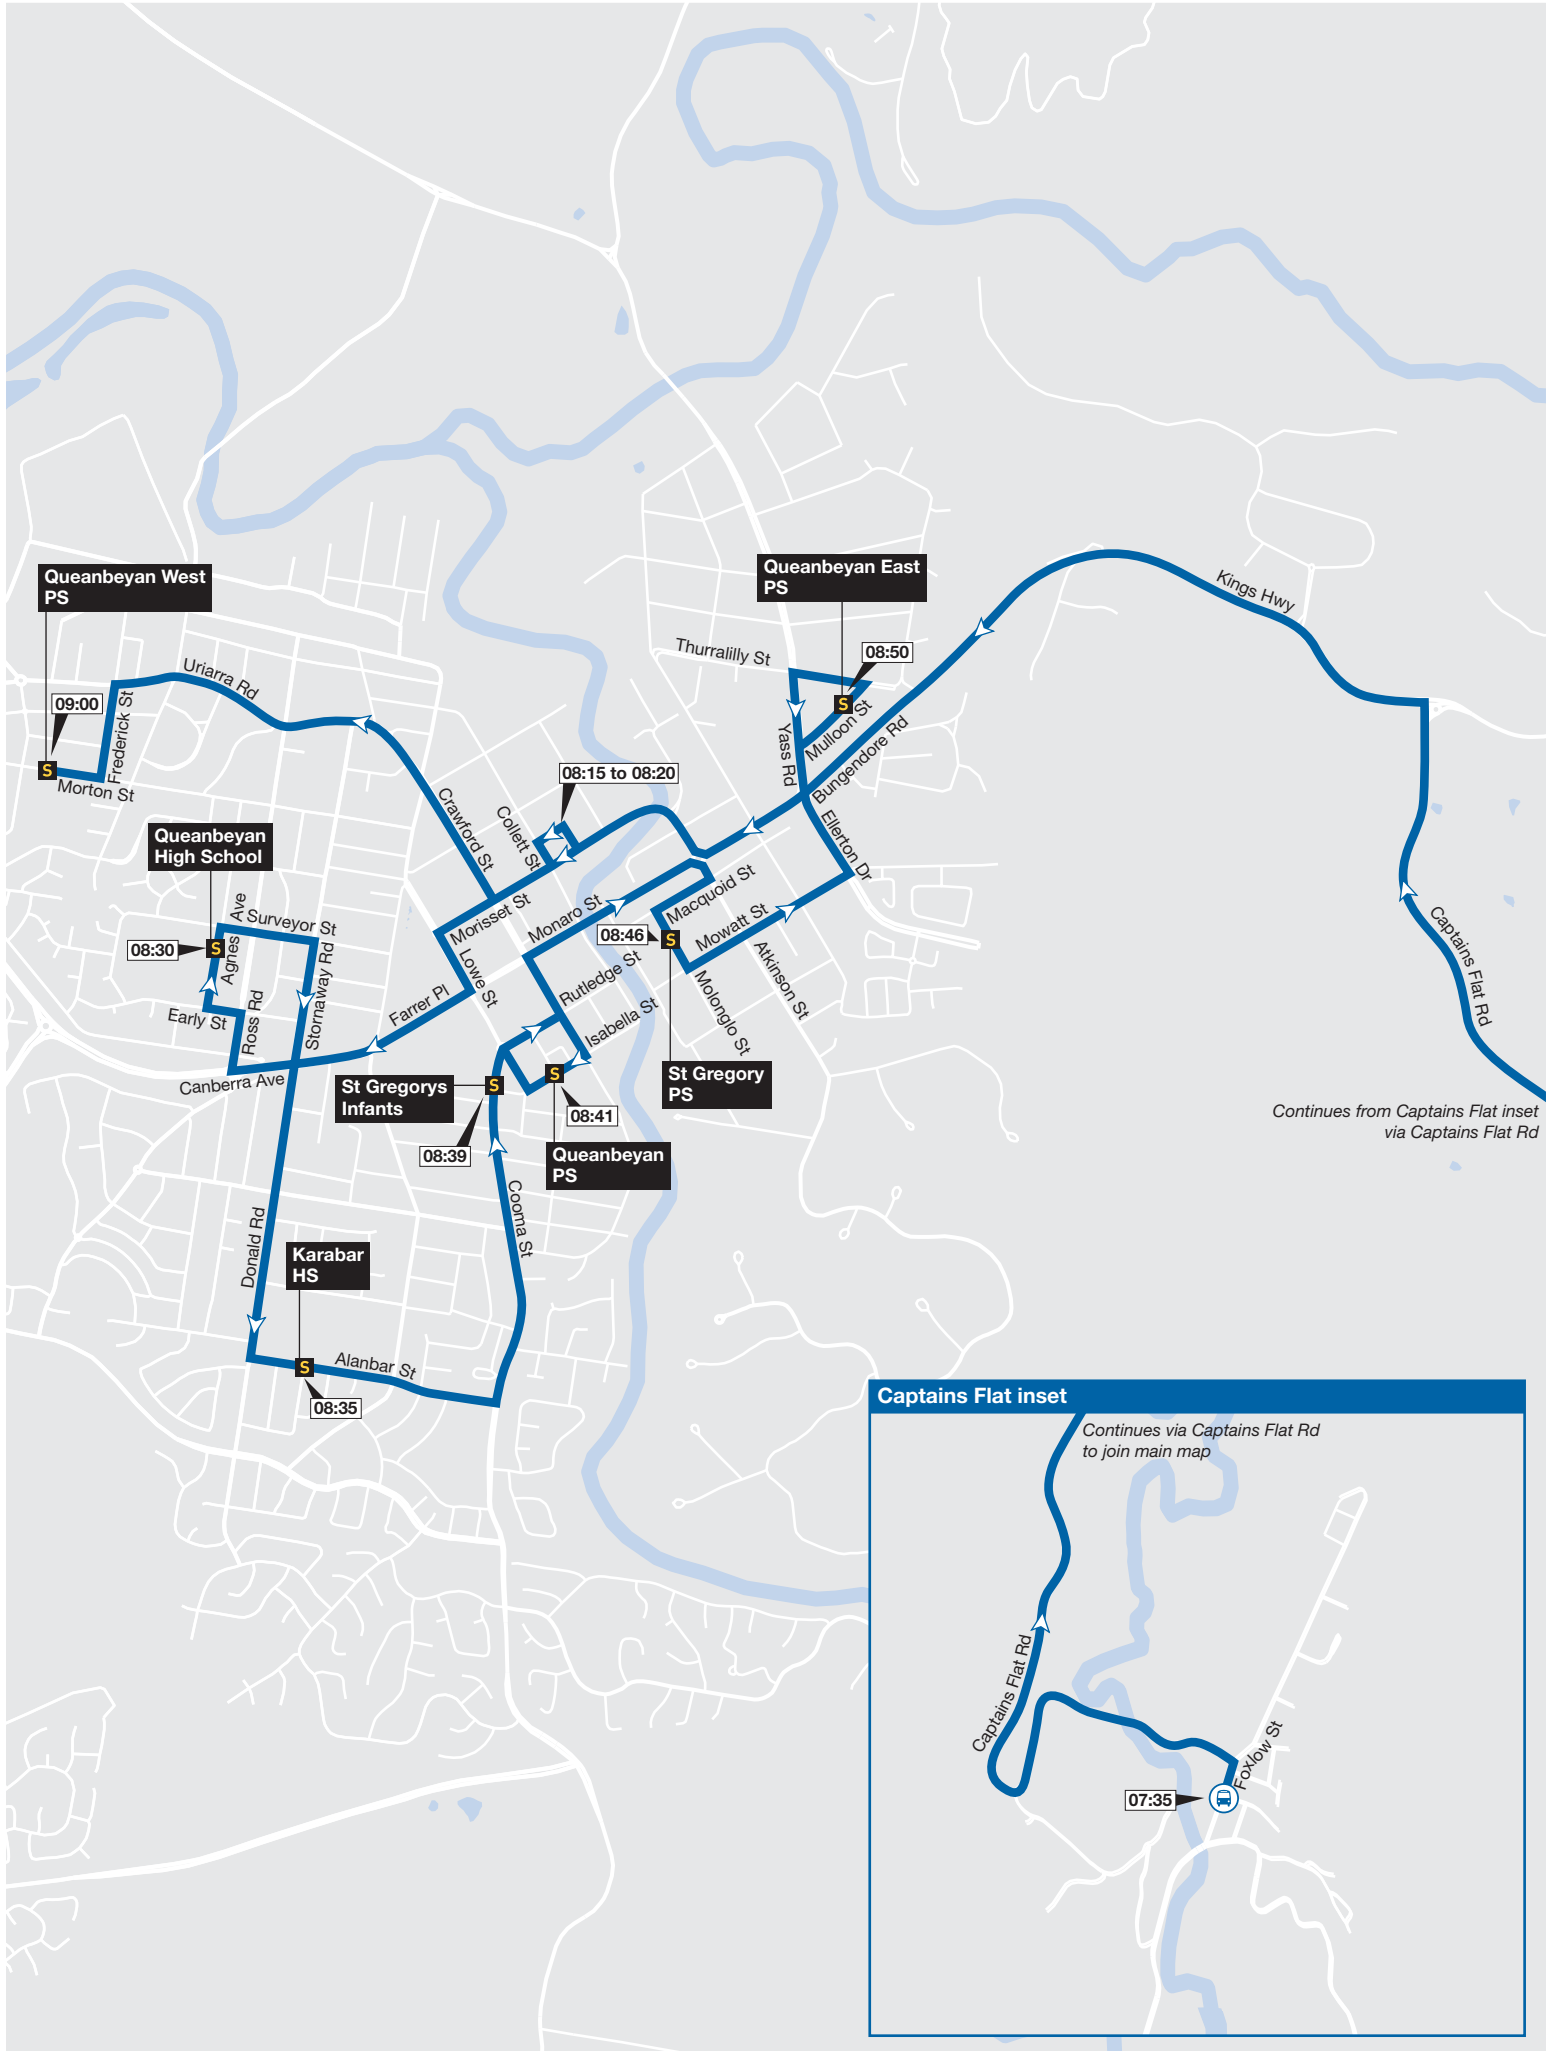 Queanbeyan West
PS
Queanbeyan East
PS
Kings Hwy
Thurralilly St
08:50
Uriarra Rd
09:00
Frederick St
Mulloon St
Yass Rd
Bungendore Rd
Morton St
08:15 to 08:20
Crawford St
Collett St
Ellerton Dr
Queanbeyan
High School
Macquoid St
Agnes Ave
Surveyor St
Morisset St
Monaro St
Mowatt St
08:46
08:30
Captains Flat Rd
Stornaway Rd
Lowe St
Rutledge St
Atkinson St
Molonglo St
Farrer Pl
Early St
Ross Rd
Isabella St
Canberra Ave
St Gregorys
Infants
St Gregory
PS
08:41
08:39
Queanbeyan
PS
Continues from Captains Flat inset
via Captains Flat Rd
Cooma St
Donald Rd
Karabar
HS
Alanbar St
08:35
Captains Flat inset
Continues via Captains Flat Rd
to join main map
Captains Flat Rd
Foxlow St
07:35
S
S
S
S
S
S
S